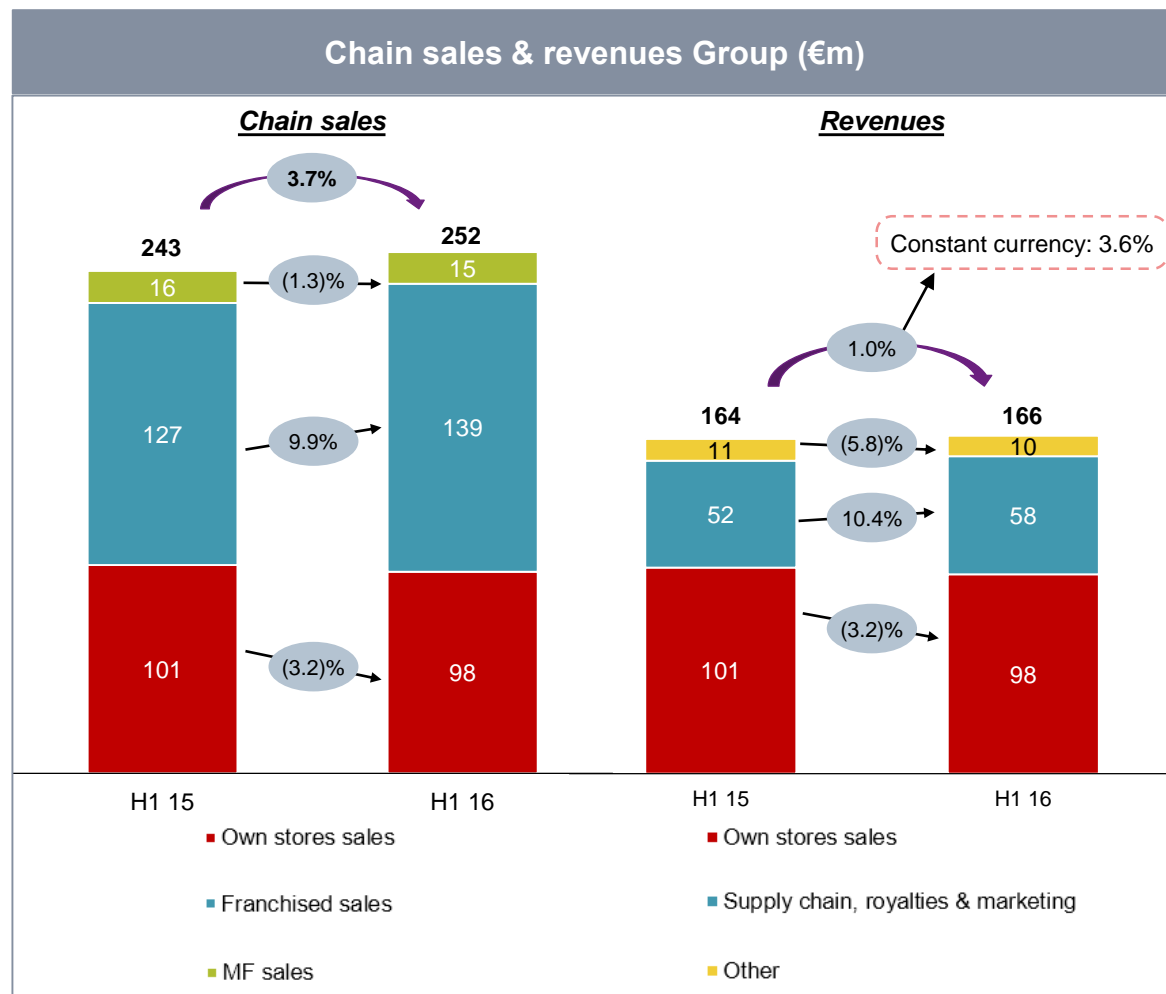 Chain sales & revenues Group (€m)
Chain sales
3.7%
243
252
16
(1.3)%
15
127
9.9%
139
101
(3.2)%
98
H1 15
H1 16
Own stores sales
Franchised sales
MF sales
Revenues
Constant currency: 3.6%
1.0%
164
166
11
(5.8)%
10
52
10.4%
58
(3.2)%
101
98
H1 15
H1 16
Own stores sales
Supply chain, royalties & marketing
Other